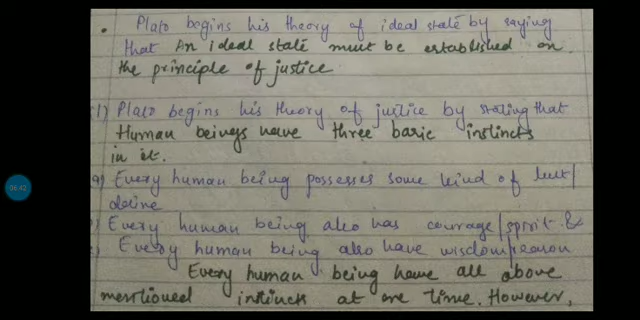 • Plato begins his theory of ideal state by saying
that An ideal state must be established on
the principle of justice
1) Plato begins his theory of justice by stating that
Human beings have three basic instincts
in it.
a) Every human being possesses some kind of lust/
desire
06:42
) Every human being also has courage/spirit &
) Every human being also have wisdom/reason
Every human being have all above
mentioned instincts at one time. However,